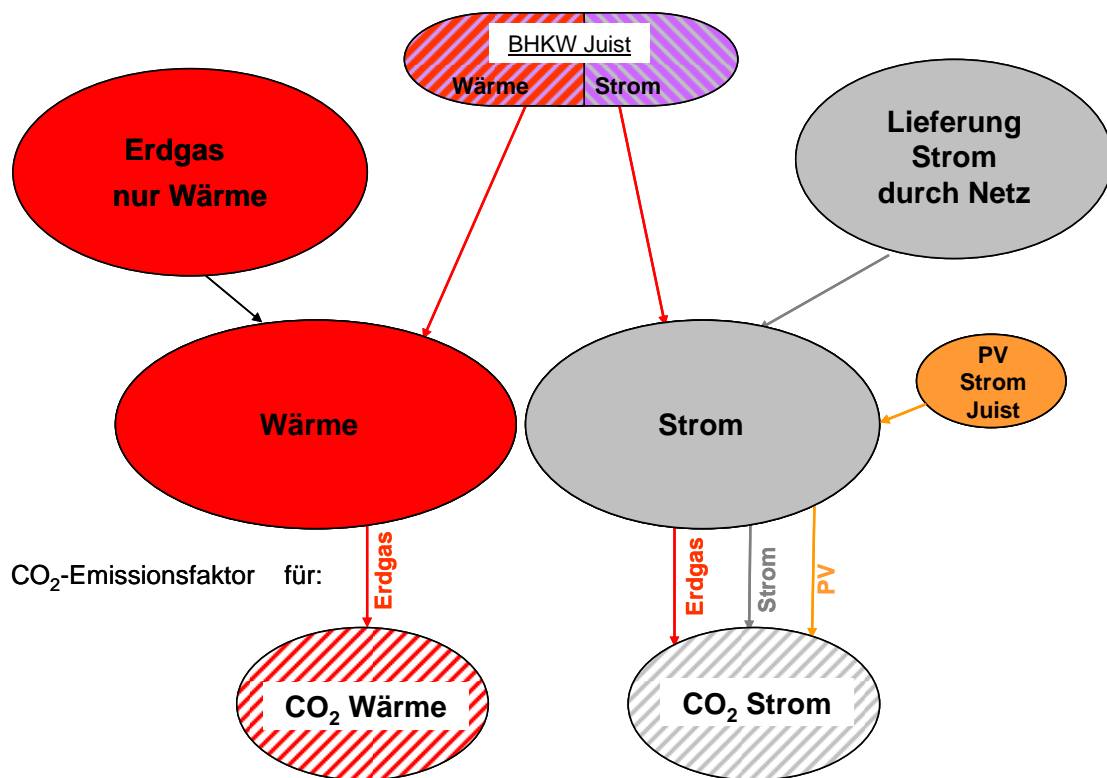 BHKW Juist
Wärme Strom
Erdgas
nur Wärme
Lieferung
Strom
durch Netz
PV
Strom
Juist
Wärme
Strom
CO₂-Emissionsfaktor für:
Erdgas
Erdgas
Strom
PV
CO₂ Wärme
CO₂ Strom